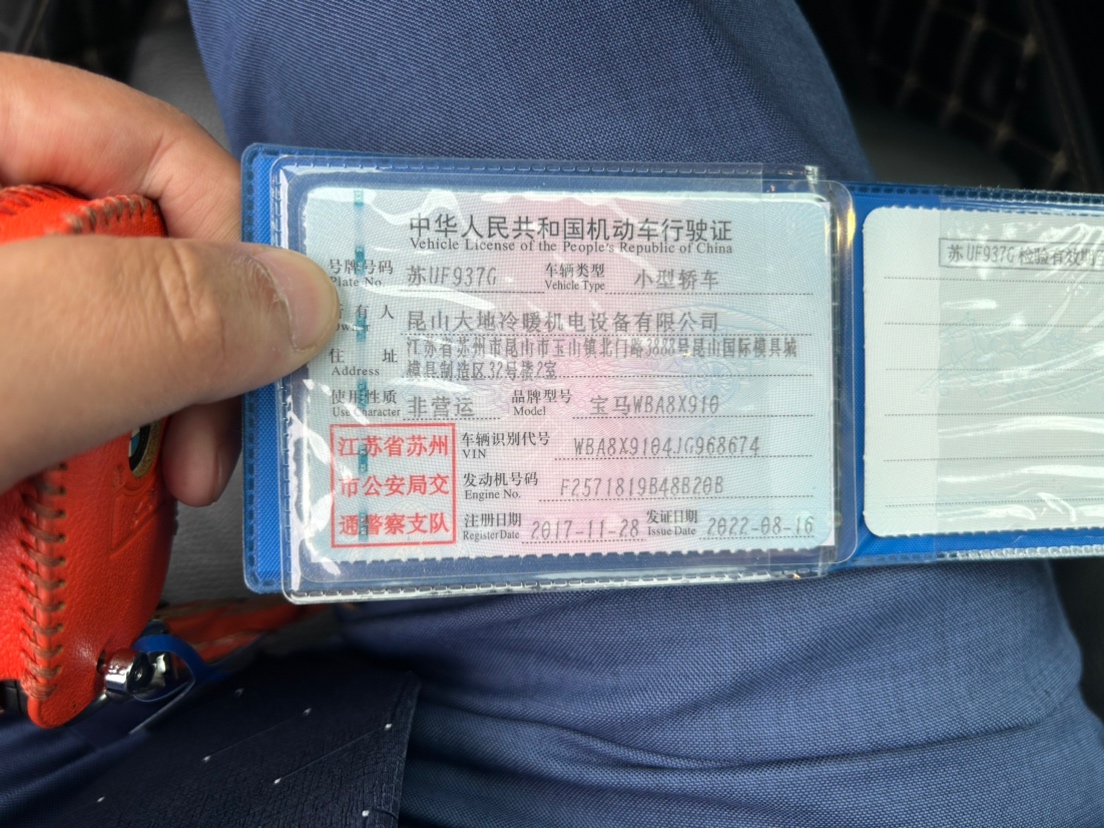 中华人民共和国机动车行驶证
Vehicle License of the People's Republic of China
号牌号码 苏UF937G 车辆类型 小型轿车
Plate No. Vehicle Type
有人 昆山大地冷暖机电设备有限公司
住 址 江苏省苏州市昆山市玉山镇北门路3888号昆山国际模具城
Address 模具制造区32号楼2室
使用性质 非营运 品牌型号 宝马WBA8X910
Use Character Model
江苏省苏州
市公安局交
通警察支队
车辆识别代号 WBA8X9104JG968674
VIN
发动机号码 F2571819B48B20B
Engine No.
注册日期 2017-11-28 发证日期 2022-08-16
Register Date Issue Date
苏UF937G 检验有效期